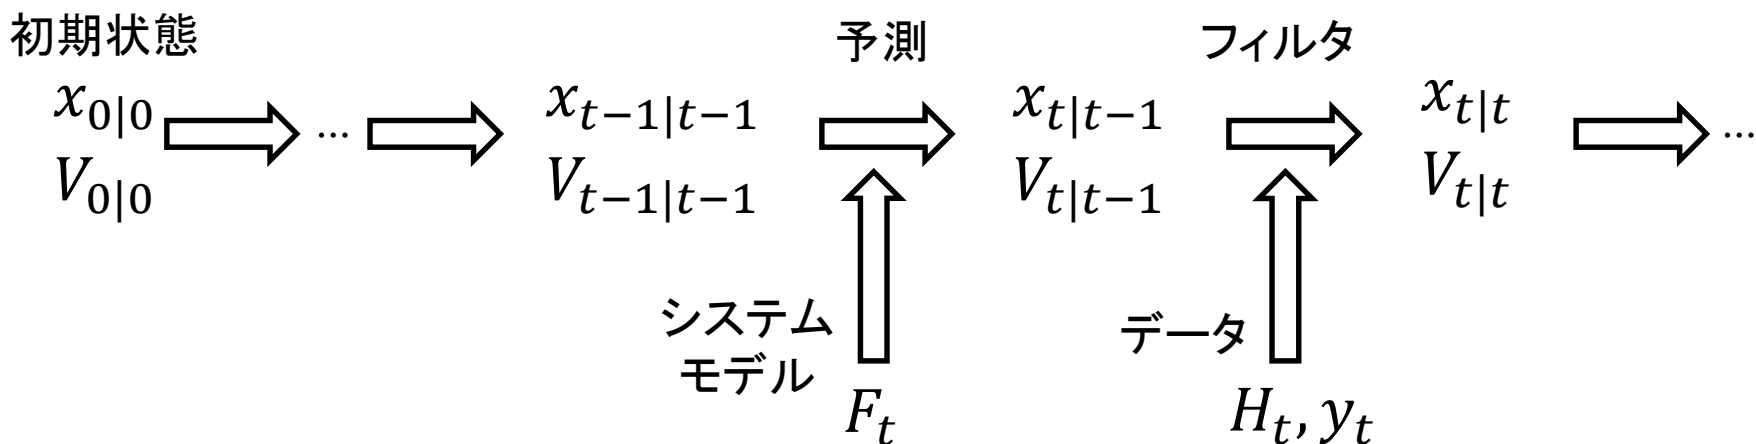 初期状態
予測
フィルタ
x_{0|0}
V_{0|0}
…
x_{t−1|t−1}
V_{t−1|t−1}
x_{t|t−1}
V_{t|t−1}
x_{t|t}
V_{t|t}
…
システム
モデル
F_t
データ
H_t, y_t